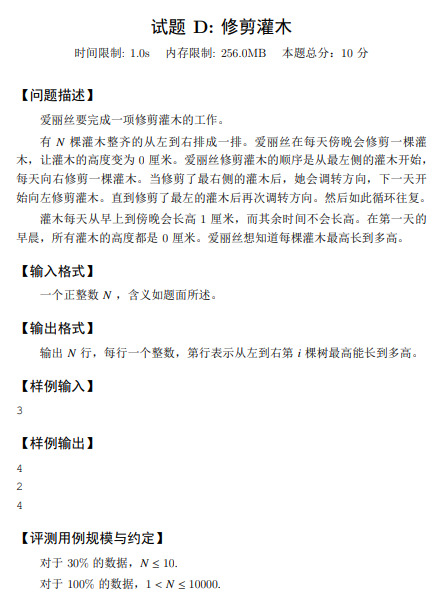 试题 D: 修剪灌木
时间限制: 1.0s 内存限制: 256.0MB 本题总分：10 分
【问题描述】
爱丽丝要完成一项修剪灌木的工作。
有 N 棵灌木整齐的从左到右排成一排。爱丽丝在每天傍晚会修剪一棵灌
木，让灌木的高度变为 0 厘米。爱丽丝修剪灌木的顺序是从最左侧的灌木开始，
每天向右修剪一棵灌木。当修剪了最右侧的灌木后，她会调转方向，下一天开
始向左修剪灌木。直到修剪了最左的灌木后再次调转方向。然后如此循环往复。
灌木每天从早上到傍晚会长高 1 厘米，而其余时间不会长高。在第一天的
早晨，所有灌木的高度都是 0 厘米。爱丽丝想知道每棵灌木最高长到多高。
【输入格式】
一个正整数 N ，含义如题面所述。
【输出格式】
输出 N 行，每行一个整数，第行表示从左到右第 i 棵树最高能长到多高。
【样例输入】
3
【样例输出】
4
2
4
【评测用例规模与约定】
对于 30% 的数据，N ≤ 10.
对于 100% 的数据，1 < N ≤ 10000.